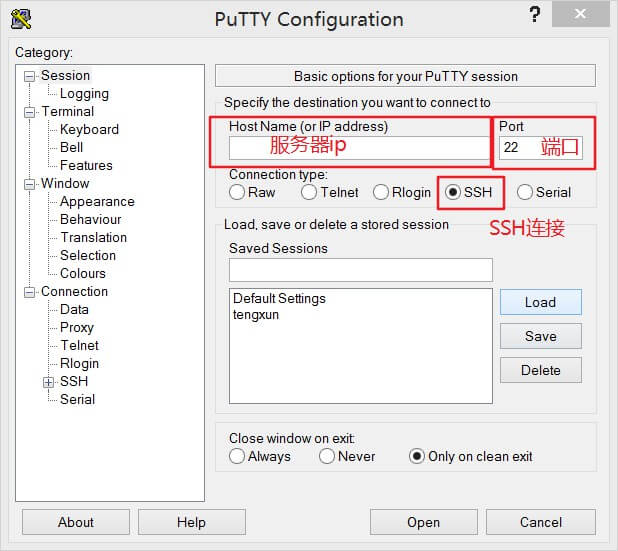 PuTTY Configuration
?
Category:
Session
Logging
Terminal
Keyboard
Bell
Features
Window
Appearance
Behaviour
Translation
Selection
Colours
Connection
Data
Proxy
Telnet
Rlogin
SSH
Serial
Basic options for your PuTTY session
Specify the destination you want to connect to
Host Name (or IP address)
服务器ip
Port
22
端口
Connection type:
Raw
Telnet
Rlogin
SSH
Serial
SSH连接
Load, save or delete a stored session
Saved Sessions
Default Settings
tengxun
Load
Save
Delete
Close window on exit:
Always
Never
Only on clean exit
About
Help
Open
Cancel